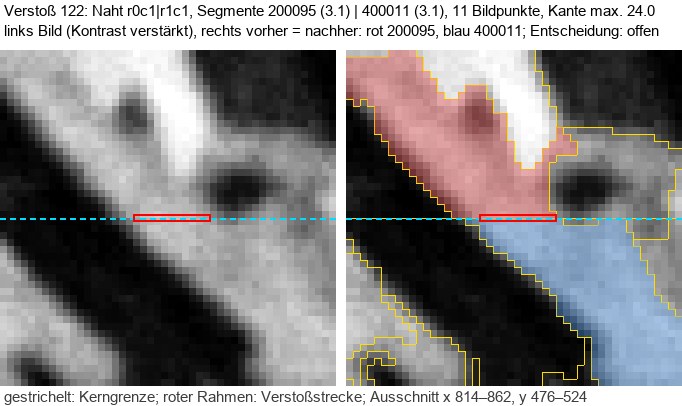 Verstoß 122: Naht r0c1|r1c1, Segmente 200095 (3.1) | 400011 (3.1), 11 Bildpunkte, Kante max. 24.0
links Bild (Kontrast verstärkt), rechts vorher = nachher: rot 200095, blau 400011; Entscheidung: offen
gestrichelt: Kerngrenze; roter Rahmen: Verstoßstrecke; Ausschnitt x 814–862, y 476–524